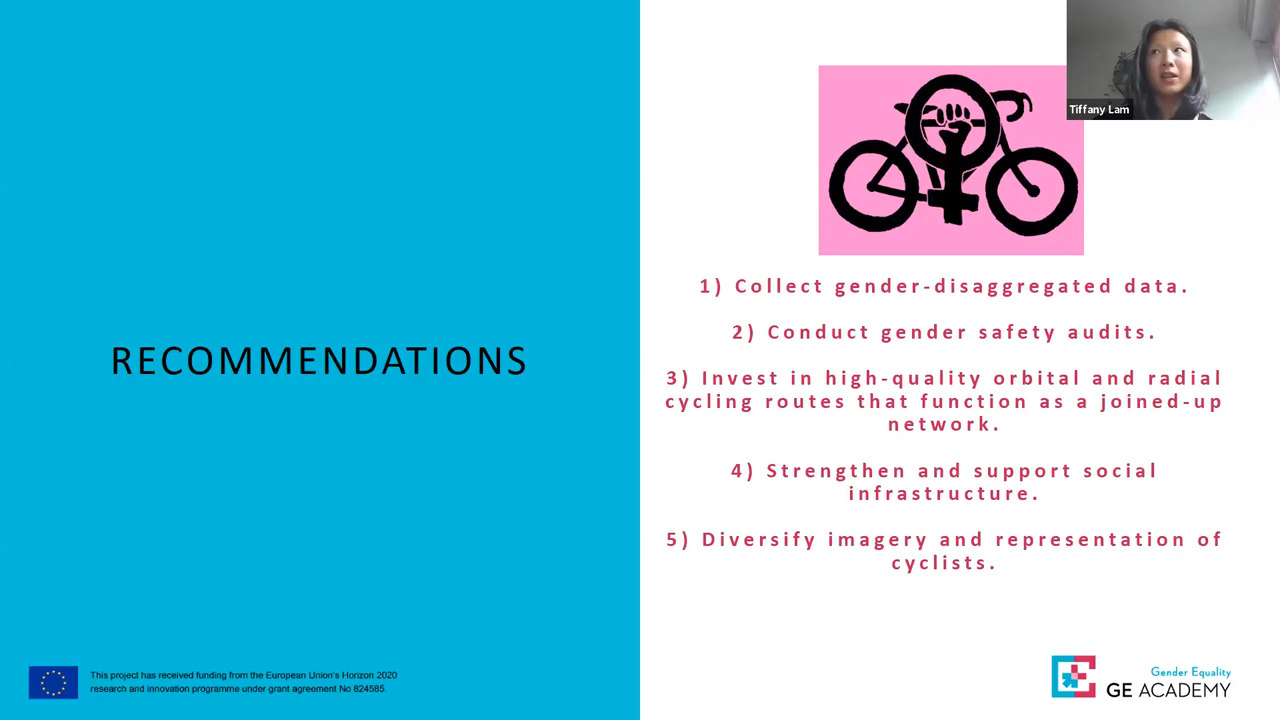 Tiffany Lam
RECOMMENDATIONS
1) Collect gender-disaggregated data.
2) Conduct gender safety audits.
3) Invest in high-quality orbital and radial
cycling routes that function as a joined-up
network.
4) Strengthen and support social
infrastructure.
5) Diversify imagery and representation of
cyclists.
This project has received funding from the European Union's Horizon 2020
research and innovation programme under grant agreement No 824585.
Gender Equality
GE ACADEMY